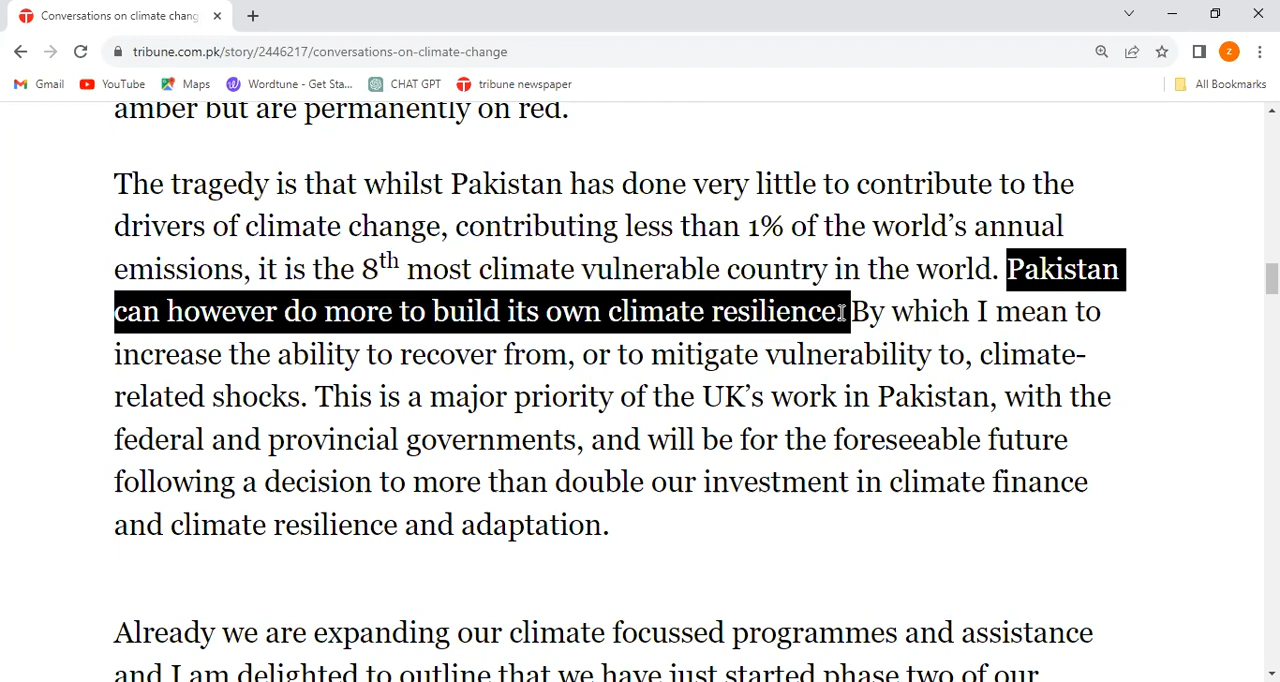 Conversations on climate chang
tribune.com.pk/story/2446217/conversations-on-climate-change
z
Gmail YouTube Maps Wordtune - Get Sta... CHAT GPT tribune newspaper All Bookmarks
amber but are permanently on red.
The tragedy is that whilst Pakistan has done very little to contribute to the
drivers of climate change, contributing less than 1% of the world’s annual
emissions, it is the 8th most climate vulnerable country in the world. Pakistan
can however do more to build its own climate resilience. By which I mean to
increase the ability to recover from, or to mitigate vulnerability to, climate-
related shocks. This is a major priority of the UK’s work in Pakistan, with the
federal and provincial governments, and will be for the foreseeable future
following a decision to more than double our investment in climate finance
and climate resilience and adaptation.
Already we are expanding our climate focussed programmes and assistance
and I am delighted to outline that we have just started phase two of our